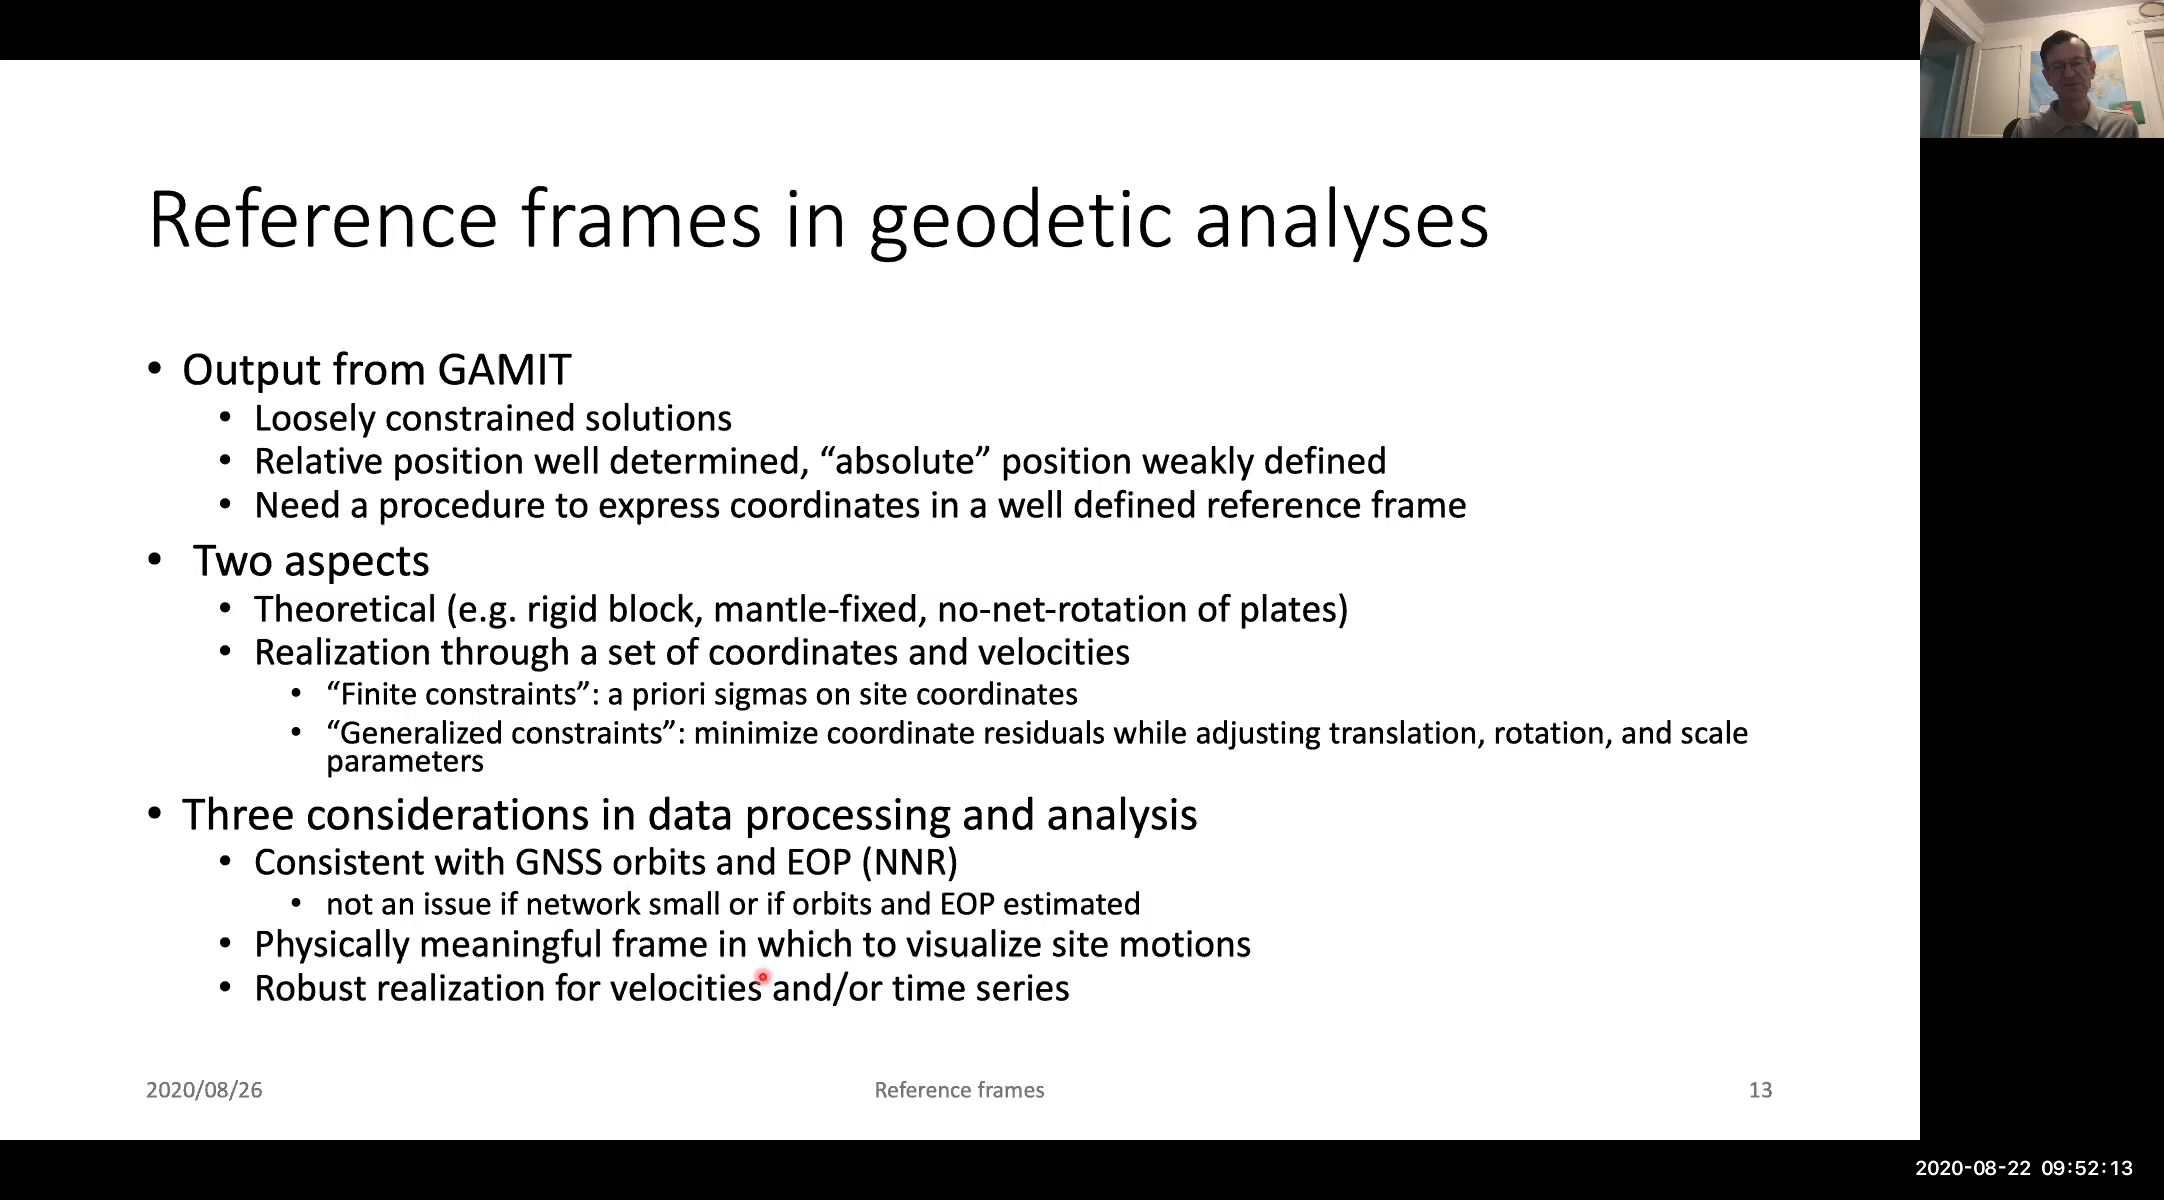 Reference frames in geodetic analyses
• Output from GAMIT
• Loosely constrained solutions
• Relative position well determined, “absolute” position weakly defined
• Need a procedure to express coordinates in a well defined reference frame
• Two aspects
• Theoretical (e.g. rigid block, mantle-fixed, no-net-rotation of plates)
• Realization through a set of coordinates and velocities
• “Finite constraints”: a priori sigmas on site coordinates
• “Generalized constraints”: minimize coordinate residuals while adjusting translation, rotation, and scale
parameters
• Three considerations in data processing and analysis
• Consistent with GNSS orbits and EOP (NNR)
• not an issue if network small or if orbits and EOP estimated
• Physically meaningful frame in which to visualize site motions
• Robust realization for velocities and/or time series
2020/08/26
Reference frames
13
2020-08-22 09:52:13